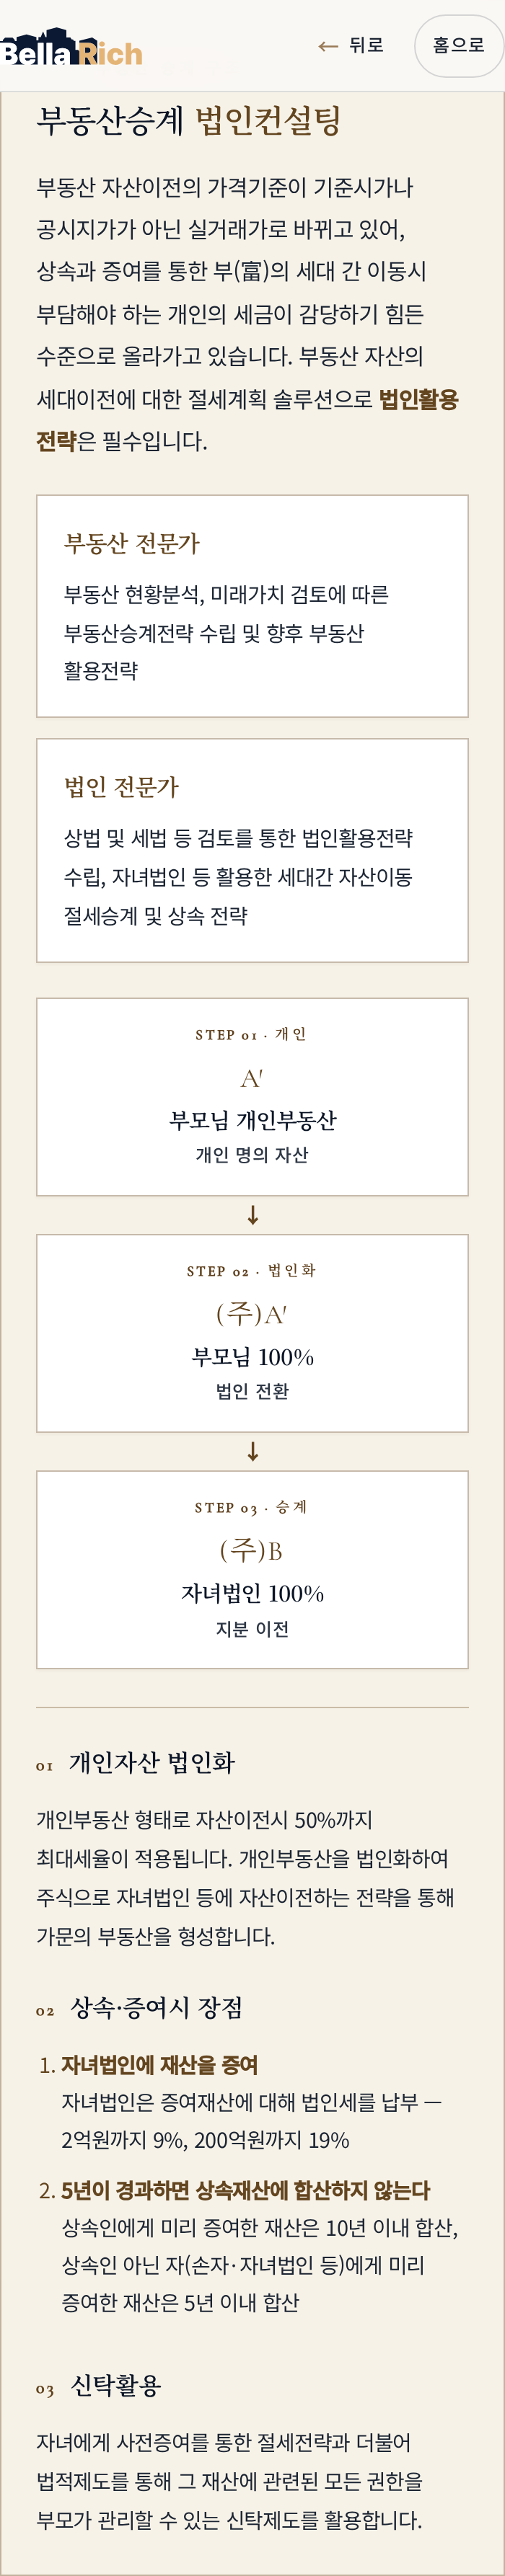 Bella Rich
← 뒤로
홈으로
부동산승계 법인컨설팅
부동산 자산이전의 가격기준이 기준시가나
공시지가가 아닌 실거래가로 바뀌고 있어,
상속과 증여를 통한 부(富)의 세대 간 이동시
부담해야 하는 개인의 세금이 감당하기 힘든
수준으로 올라가고 있습니다. 부동산 자산의
세대이전에 대한 절세계획 솔루션으로 법인활용
전략은 필수입니다.
부동산 전문가
부동산 현황분석, 미래가치 검토에 따른
부동산승계전략 수립 및 향후 부동산
활용전략
법인 전문가
상법 및 세법 등 검토를 통한 법인활용전략
수립, 자녀법인 등 활용한 세대간 자산이동
절세승계 및 상속 전략
STEP 01 · 개인
A'
부모님 개인부동산
개인 명의 자산
↓
STEP 02 · 법인화
(주)A'
부모님 100%
법인 전환
↓
STEP 03 · 승계
(주)B
자녀법인 100%
지분 이전
01 개인자산 법인화
개인부동산 형태로 자산이전시 50%까지
최대세율이 적용됩니다. 개인부동산을 법인화하여
주식으로 자녀법인 등에 자산이전하는 전략을 통해
가문의 부동산을 형성합니다.
02 상속·증여시 장점
1. 자녀법인에 재산을 증여
자녀법인은 증여재산에 대해 법인세를 납부 —
2억원까지 9%, 200억원까지 19%
2. 5년이 경과하면 상속재산에 합산하지 않는다
상속인에게 미리 증여한 재산은 10년 이내 합산,
상속인 아닌 자(손자·자녀법인 등)에게 미리
증여한 재산은 5년 이내 합산
03 신탁활용
자녀에게 사전증여를 통한 절세전략과 더불어
법적제도를 통해 그 재산에 관련된 모든 권한을
부모가 관리할 수 있는 신탁제도를 활용합니다.